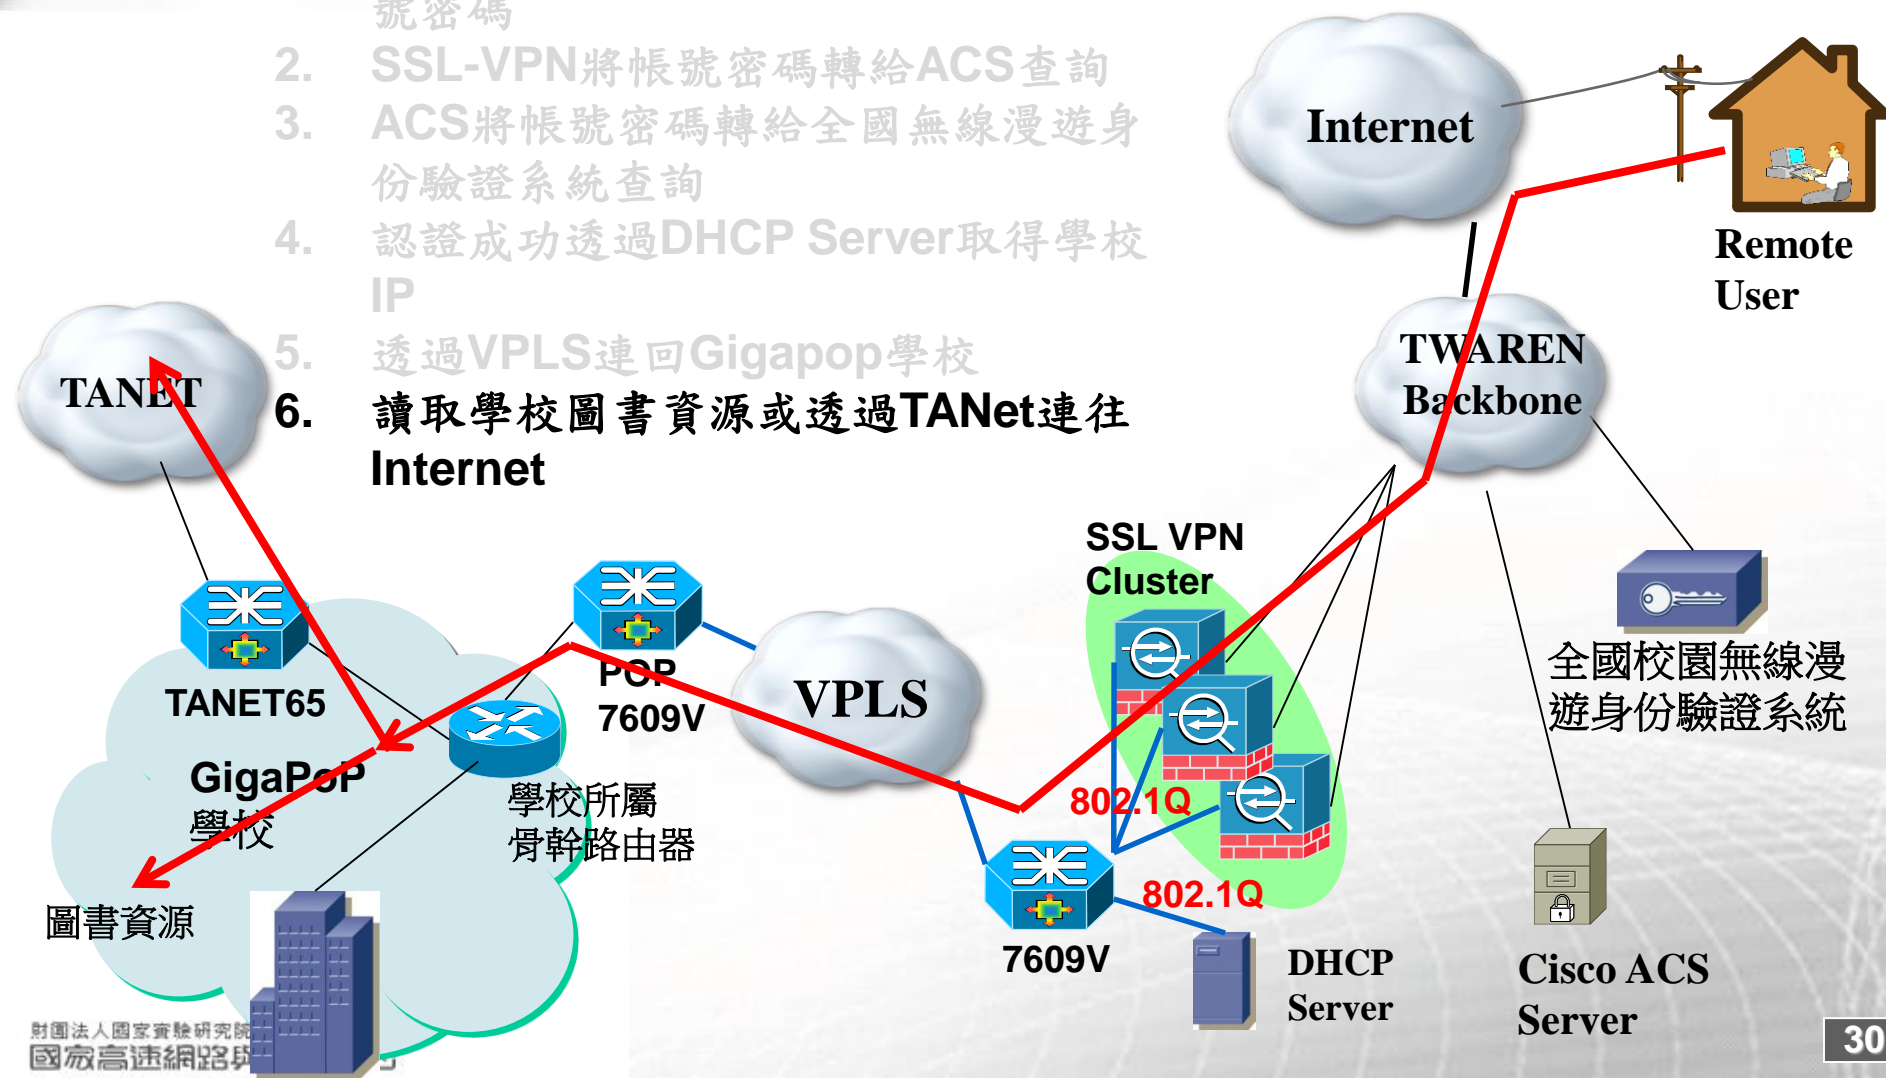 號密碼
2. SSL-VPN將帳號密碼轉給ACS查詢
3. ACS將帳號密碼轉給全國無線漫遊身
份驗證系統查詢
4. 認證成功透過DHCP Server取得學校
IP
5. 透過VPLS連回Gigapop學校
6. 讀取學校圖書資源或透過TANet連往
Internet
Internet
Remote
User
TWAREN
Backbone
TANET
SSL VPN
Cluster
全國校園無線漫
遊身份驗證系統
POP
7609V
VPLS
TANET65
GigaPoP
學校
學校所屬
骨幹路由器
802.1Q
802.1Q
圖書資源
7609V
DHCP
Server
Cisco ACS
Server
財團法人國家實驗研究院
國家高速網路與
30